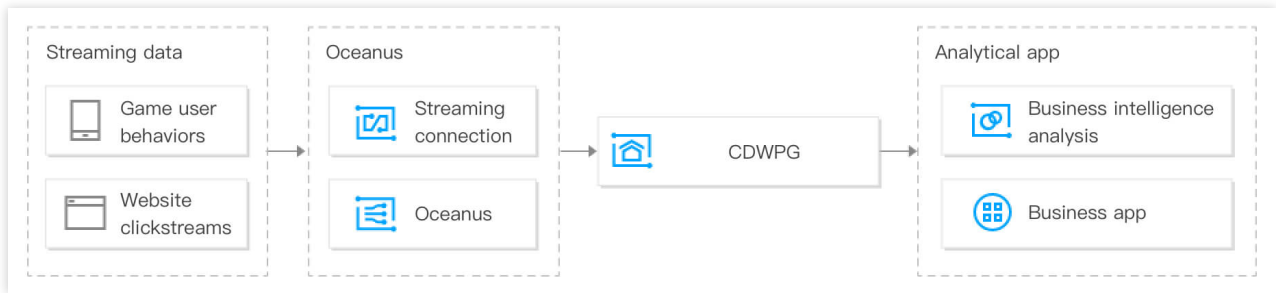 Streaming data
Game user
behaviors
Website
clickstreams
Oceanus
Streaming
connection
Oceanus
CDWPG
Analytical app
Business intelligence
analysis
Business app